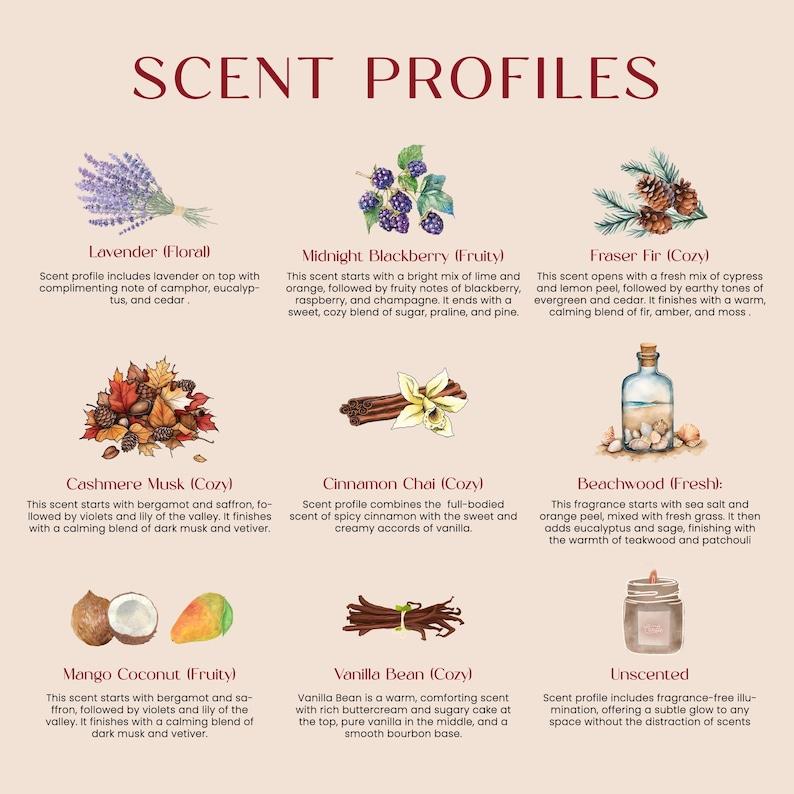 SCENT PROFILES
Lavender (Floral)
Scent profile includes lavender on top with
complimenting note of camphor, eucalyp-
tus, and cedar .
Midnight Blackberry (Fruity)
This scent starts with a bright mix of lime and
orange, followed by fruity notes of blackberry,
raspberry, and champagne. It ends with a
sweet, cozy blend of sugar, praline, and pine.
Fraser Fir (Cozy)
This scent opens with a fresh mix of cypress
and lemon peel, followed by earthy tones of
evergreen and cedar. It finishes with a warm,
calming blend of fir, amber, and moss .
Cashmere Musk (Cozy)
This scent starts with bergamot and saffron, fo-
llowed by violets and lily of the valley. It finishes
with a calming blend of dark musk and vetiver.
Cinnamon Chai (Cozy)
Scent profile combines the full-bodied
scent of spicy cinnamon with the sweet and
creamy accords of vanilla.
Beachwood (Fresh):
This fragrance starts with sea salt and
orange peel, mixed with fresh grass. It then
adds eucalyptus and sage, finishing with
the warmth of teakwood and patchouli
Mango Coconut (Fruity)
This scent starts with bergamot and sa-
ffron, followed by violets and lily of the
valley. It finishes with a calming blend of
dark musk and vetiver.
Vanilla Bean (Cozy)
Vanilla Bean is a warm, comforting scent
with rich buttercream and sugary cake at
the top, pure vanilla in the middle, and a
smooth bourbon base.
Unscented
Scent profile includes fragrance-free illu-
mination, offering a subtle glow to any
space without the distraction of scents